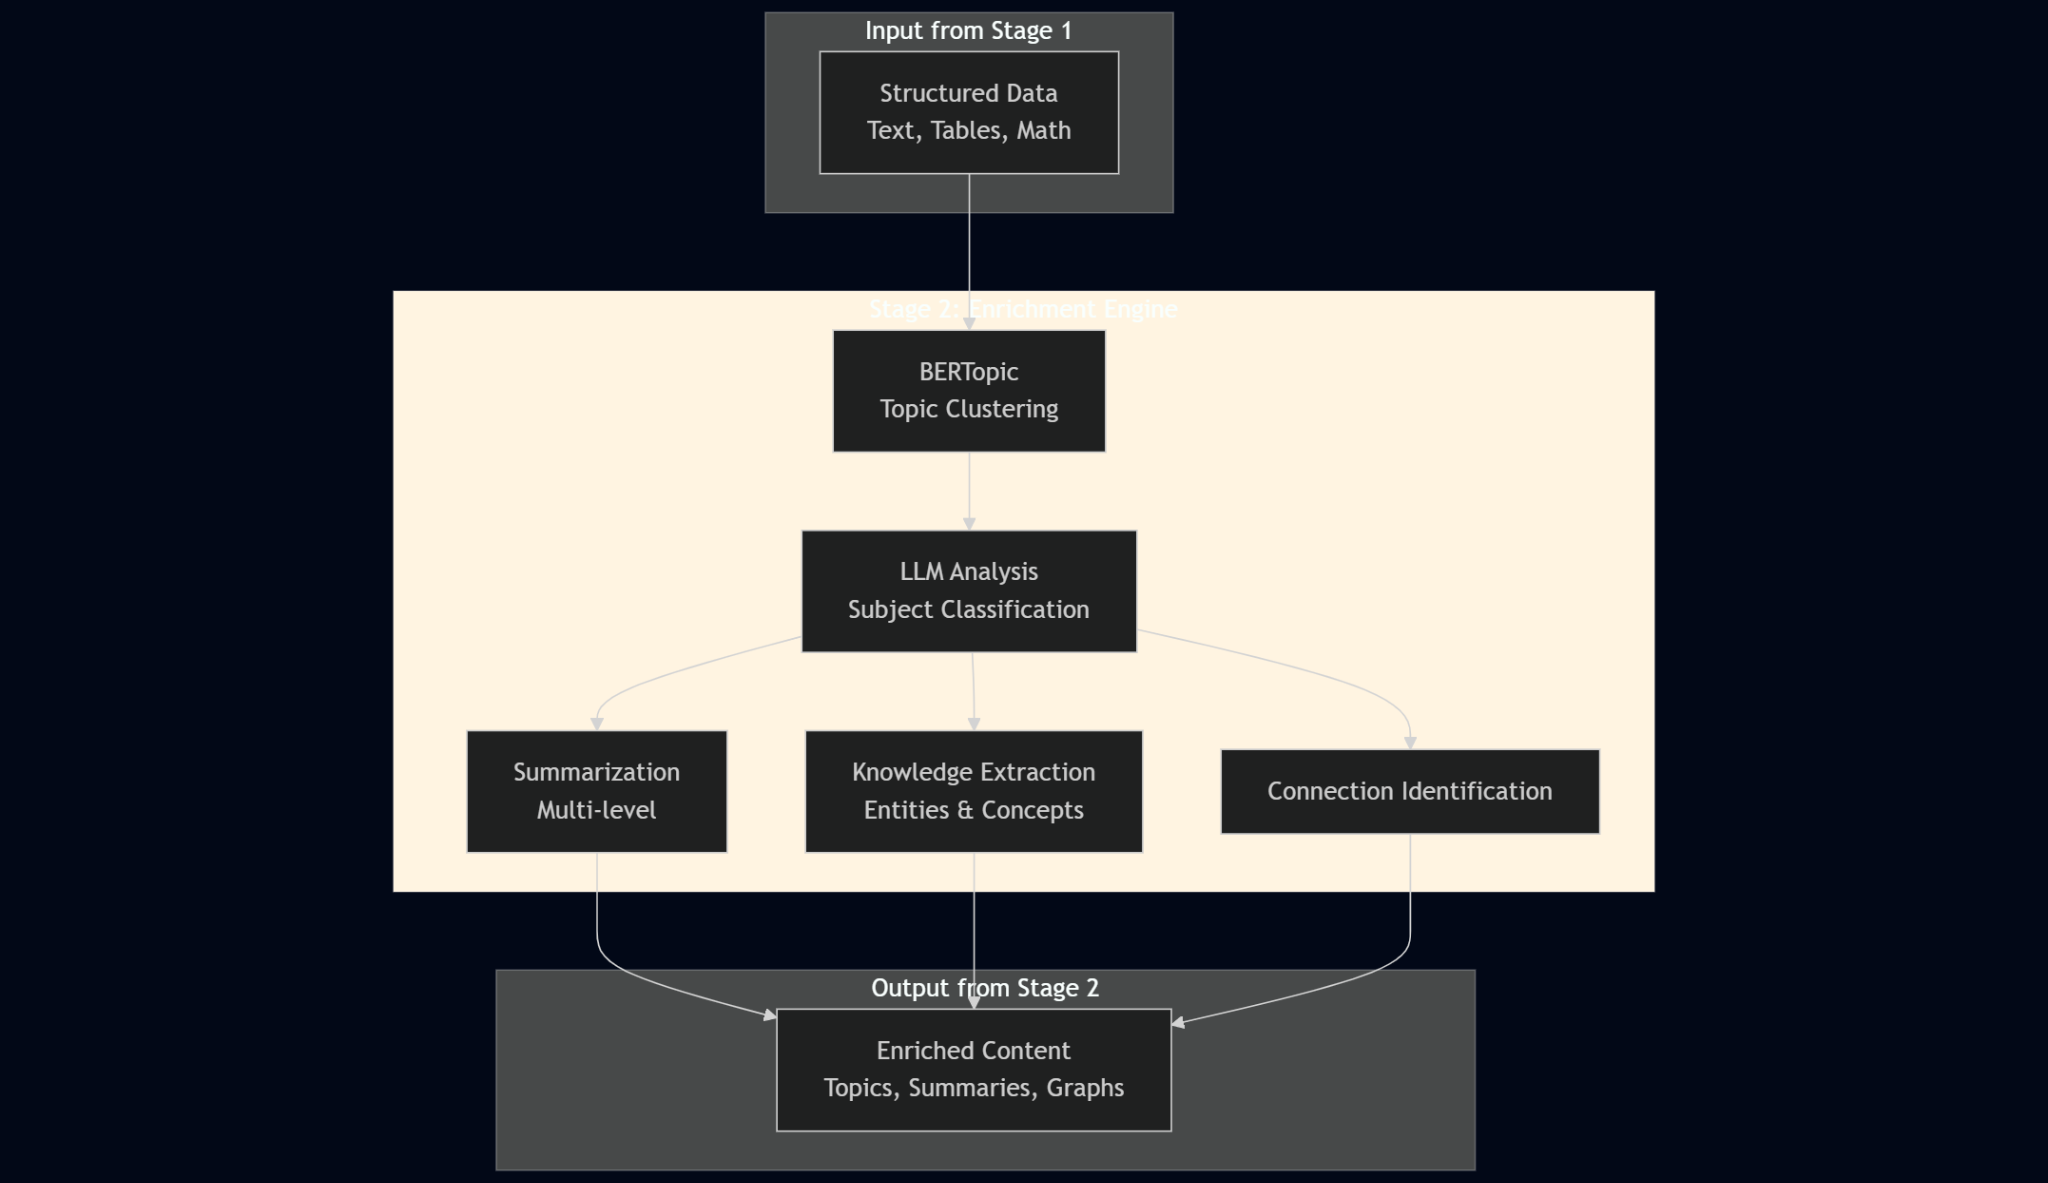 Input from Stage 1
Structured Data
Text, Tables, Math
Stage 2: Enrichment Engine
BERTopic
Topic Clustering
LLM Analysis
Subject Classification
Summarization
Multi-level
Knowledge Extraction
Entities & Concepts
Connection Identification
Output from Stage 2
Enriched Content
Topics, Summaries, Graphs